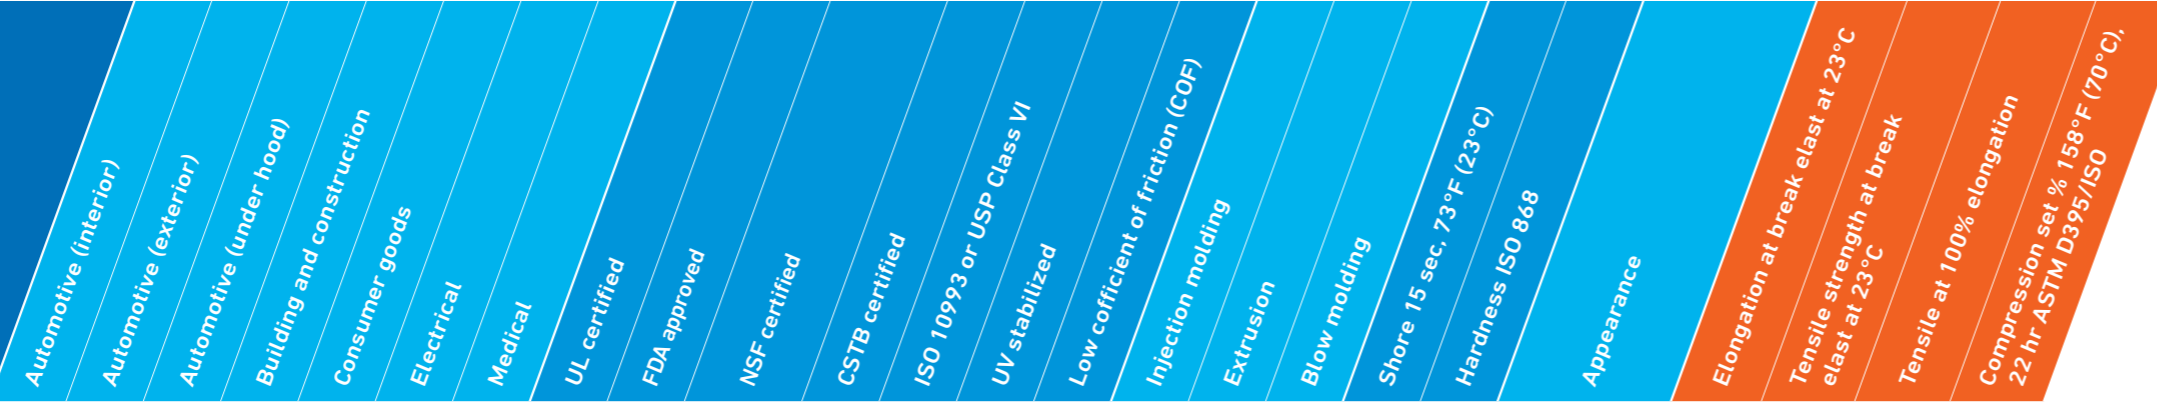 Automotive (interior)
Automotive (exterior)
Automotive (under hood)
Building and construction
Consumer goods
Electrical
Medical
UL certified
FDA approved
NSF certified
CSTB certified
ISO 10993 or USP Class VI
UV stabilized
Low cofficient of friction (COF)
Injection molding
Extrusion
Blow molding
Shore 15 sec, 73°F (23°C)
Hardness ISO 868
Appearance
Elongation at break elast at 23°C
Tensile strength at break
elast at 23°C
Tensile at 100% elongation
Compression set % 158°F (70°C),
22 hr ASTM D395/ISO